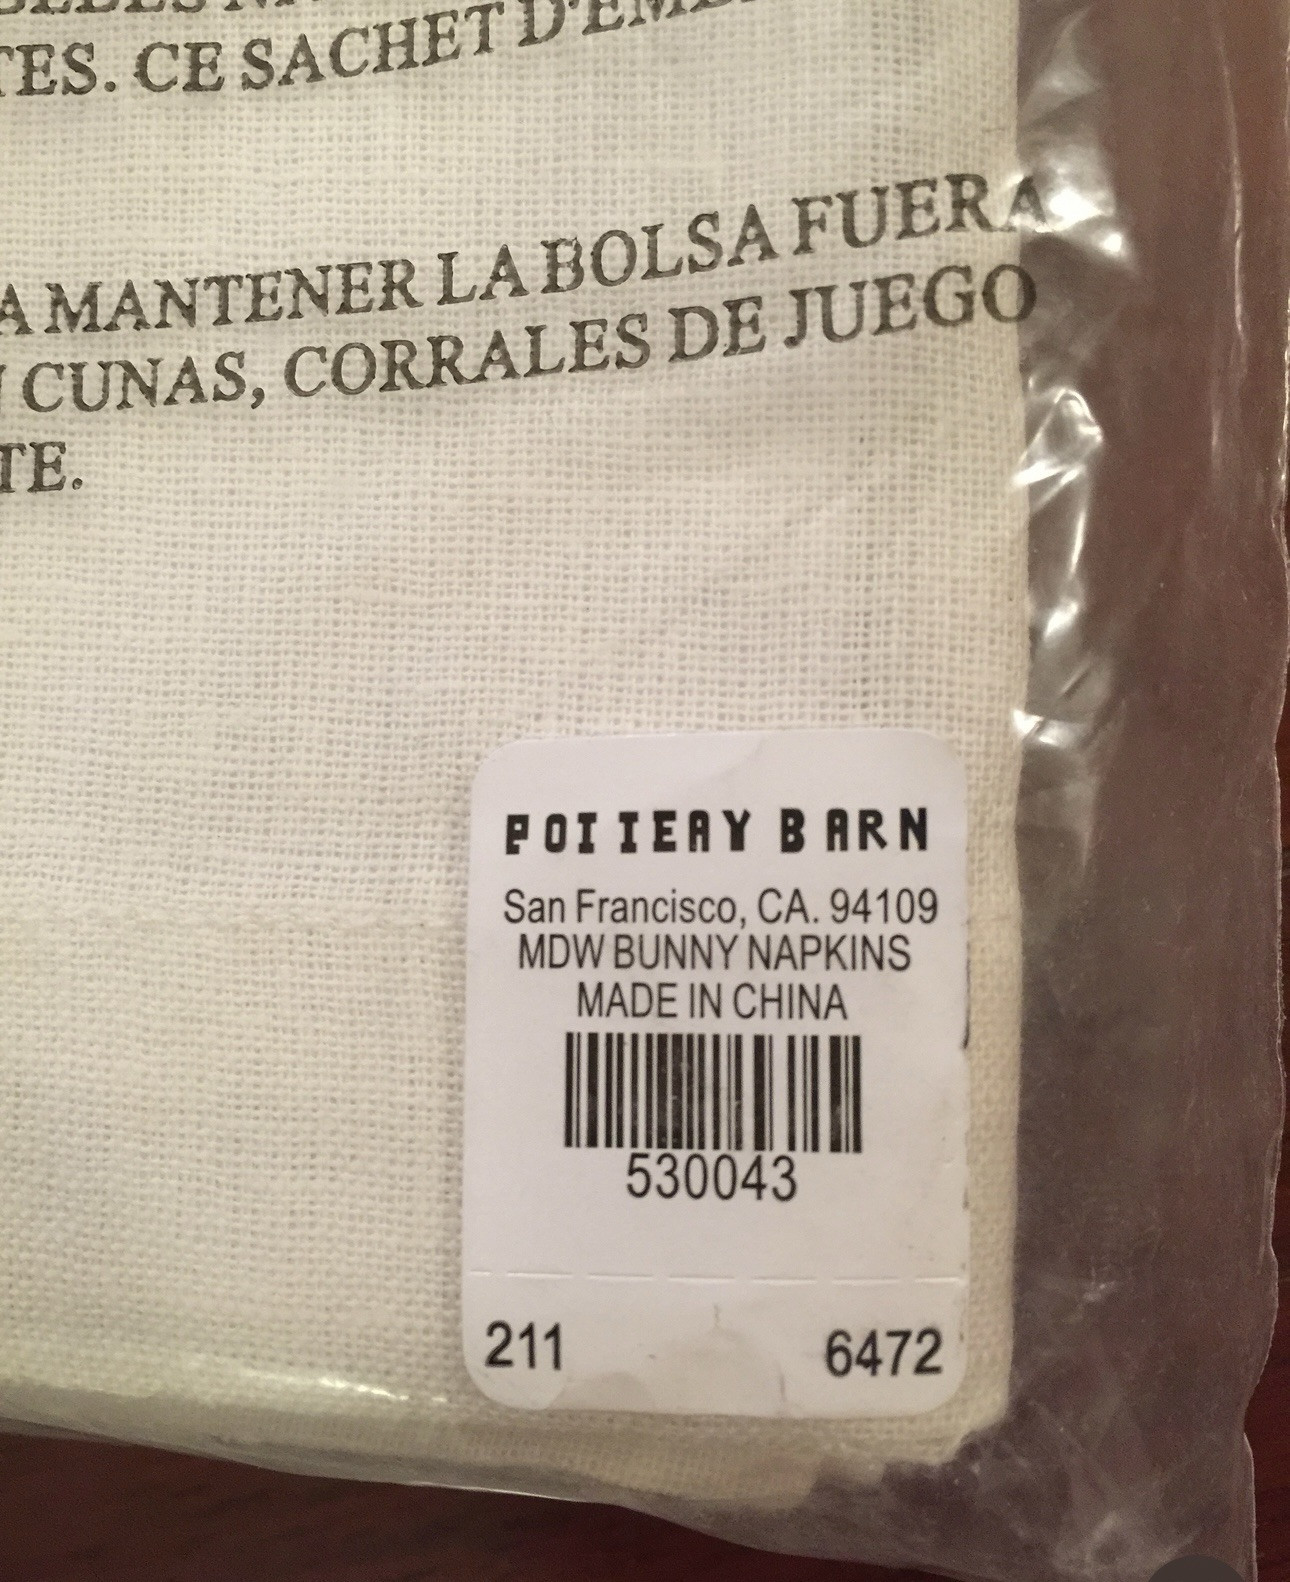 TES. CE SACHET D'EMB
A MANTENER LA BOLSA FUERA
CUNAS, CORRALES DE JUEGO
TE.
POTTERY BARN
San Francisco, CA. 94109
MDW BUNNY NAPKINS
MADE IN CHINA
530043
211 6472